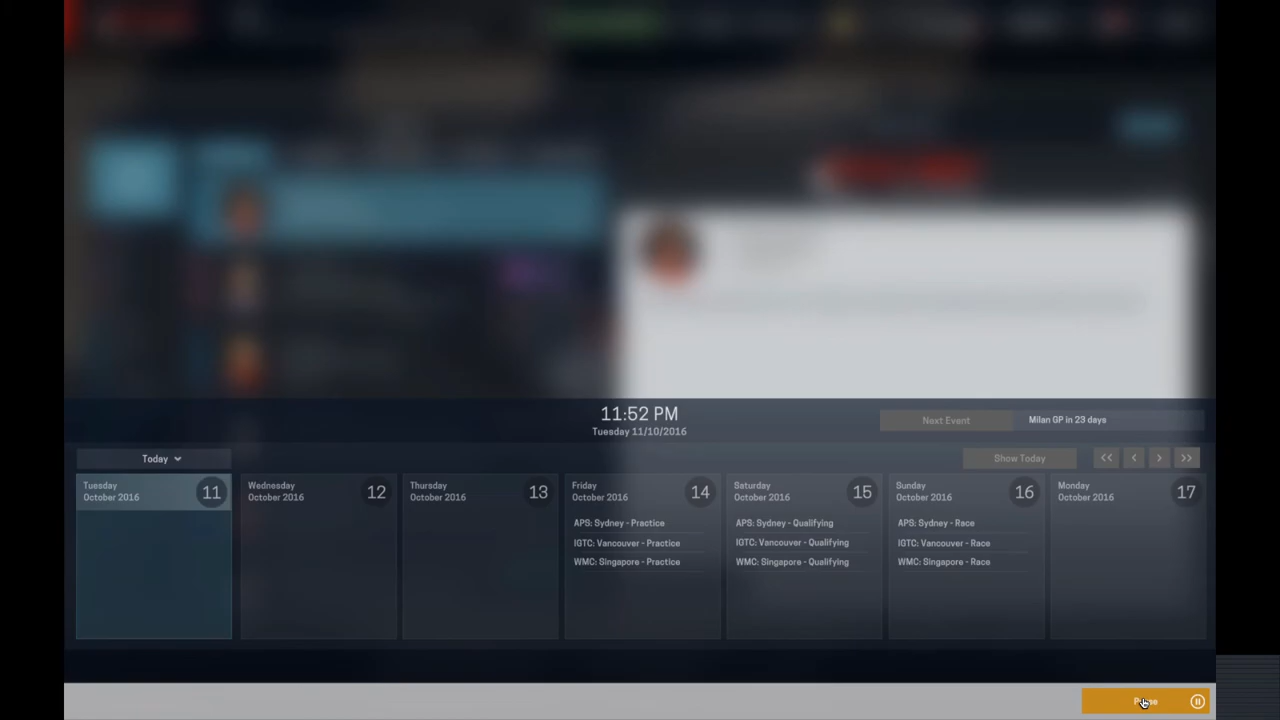 11:52 PM
Tuesday 11/10/2016
Next Event
Milan GP in 23 days
Today
Show Today
<< < > >>
Tuesday
October 2016
11
Wednesday
October 2016
12
Thursday
October 2016
13
Friday
October 2016
14
APS: Sydney - Practice
IGTC: Vancouver - Practice
WMC: Singapore - Practice
Saturday
October 2016
15
APS: Sydney - Qualifying
IGTC: Vancouver - Qualifying
WMC: Singapore - Qualifying
Sunday
October 2016
16
APS: Sydney - Race
IGTC: Vancouver - Race
WMC: Singapore - Race
Monday
October 2016
17
Pause